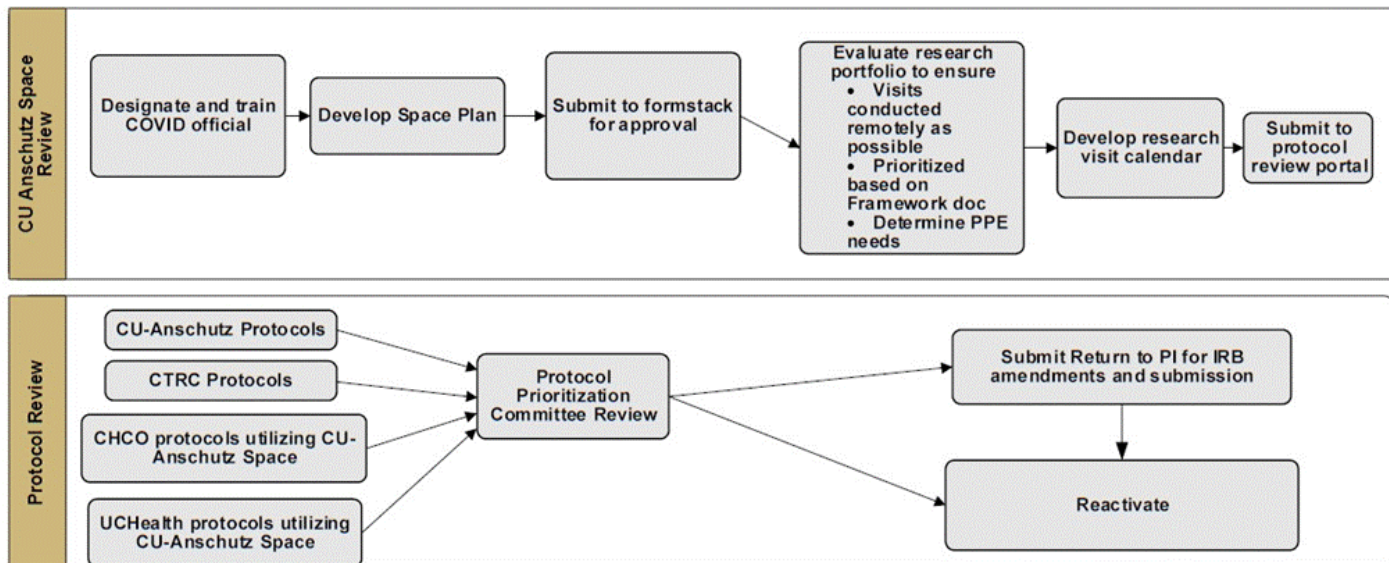 CU Anschutz Space
Review
Designate and train
COVID official
Develop Space Plan
Submit to formstack
for approval
Evaluate research
portfolio to ensure
• Visits
conducted
remotely as
possible
• Prioritized
based on
Framework doc
• Determine PPE
needs
Develop research
visit calendar
Submit to
protocol
review portal
Protocol Review
CU-Anschutz Protocols
CTRC Protocols
CHCO protocols utilizing CU-
Anschutz Space
UCHealth protocols utilizing
CU-Anschutz Space
Protocol
Prioritization
Committee Review
Submit Return to PI for IRB
amendments and submission
Reactivate